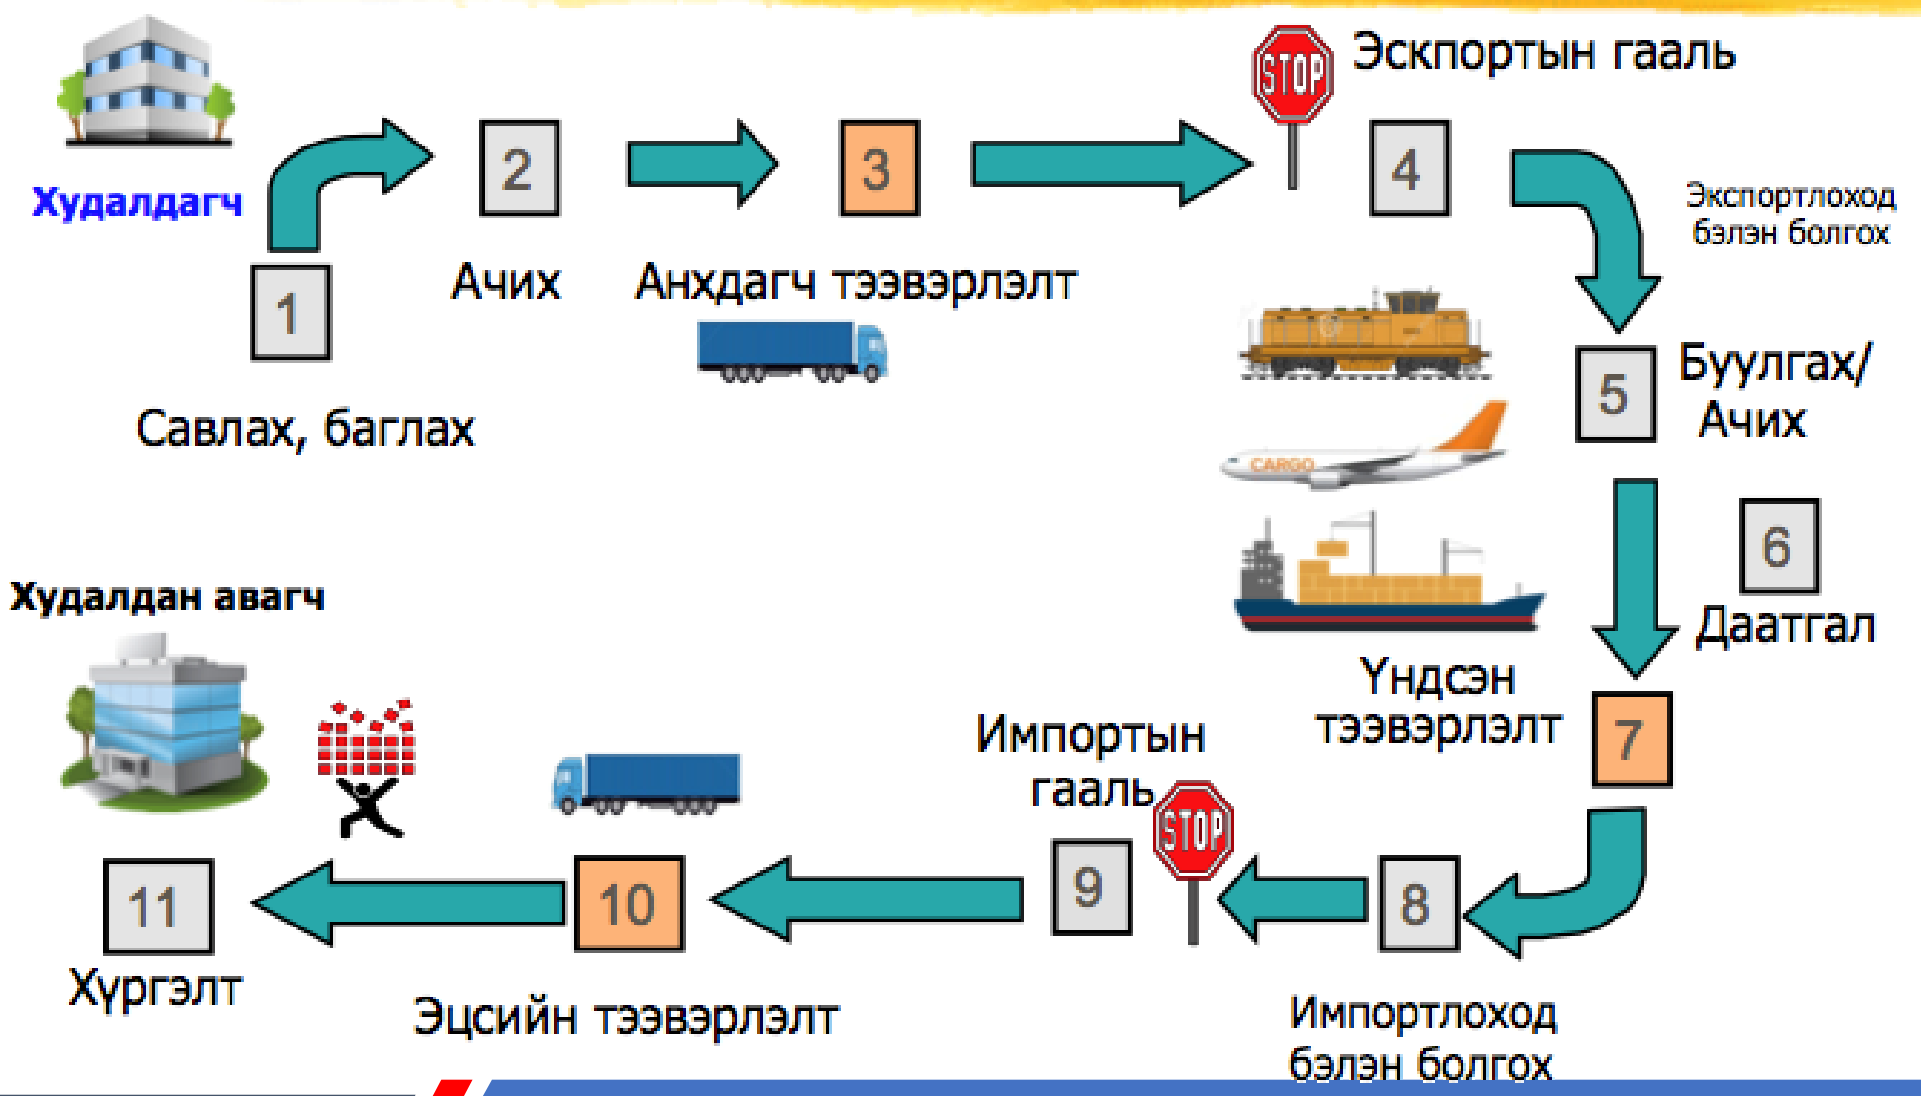 STOP
Эскпортын гааль
Худалдагч
1
2
3
4
Экспортлоход
бэлэн болгох
Ачих
Анхдагч тээвэрлэлт
Савлах, баглах
5
Буулгах/
Ачих
CARGO
6
Даатгал
Үндсэн
тээвэрлэлт
7
Худалдан авагч
Импортын
гааль
STOP
11
10
9
8
Хүргэлт
Эцсийн тээвэрлэлт
Импортлоход
бэлэн болгох